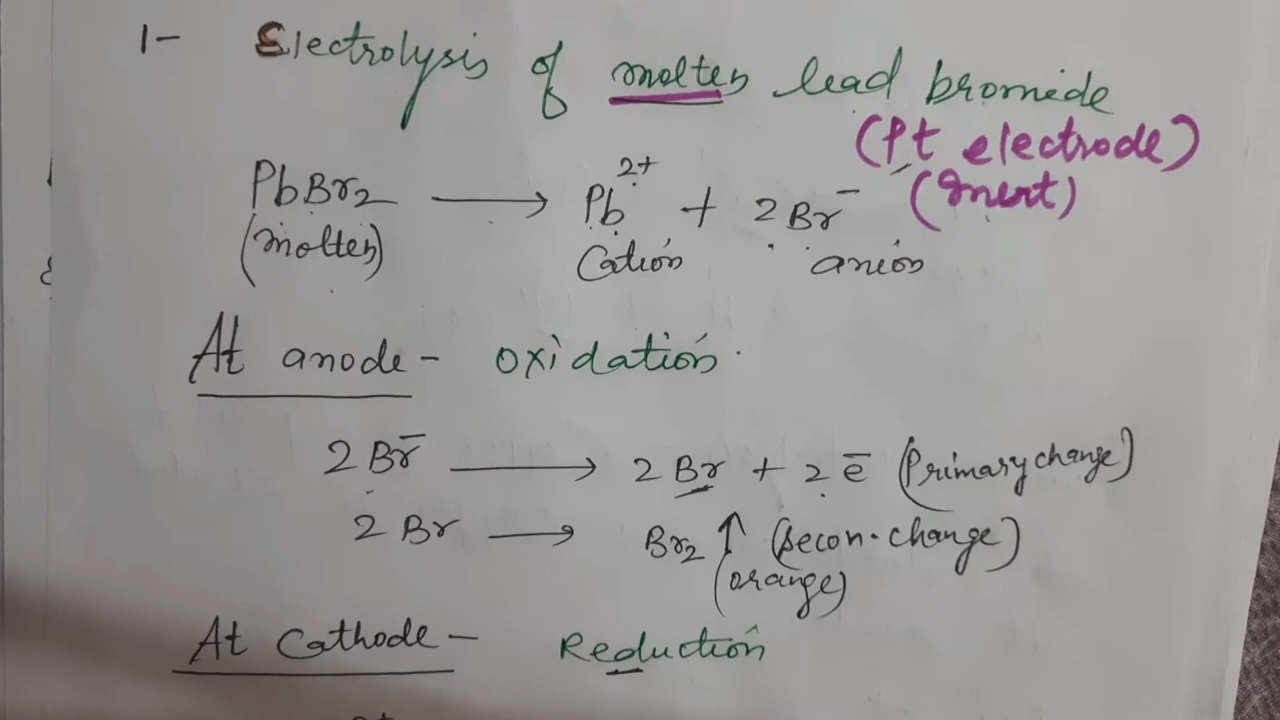 1- Electrolysis of molten lead bromide
(Pt electrode)
(Inert)
PbBr₂ ⟶ Pb²⁺ + 2Br⁻
(molten) Cation anion
At anode - oxidation
2Br⁻ ⟶ 2Br + 2e⁻ (Primary change)
2Br ⟶ Br₂ ↑ (Secon. change)
(orange)
At Cathode - Reduction